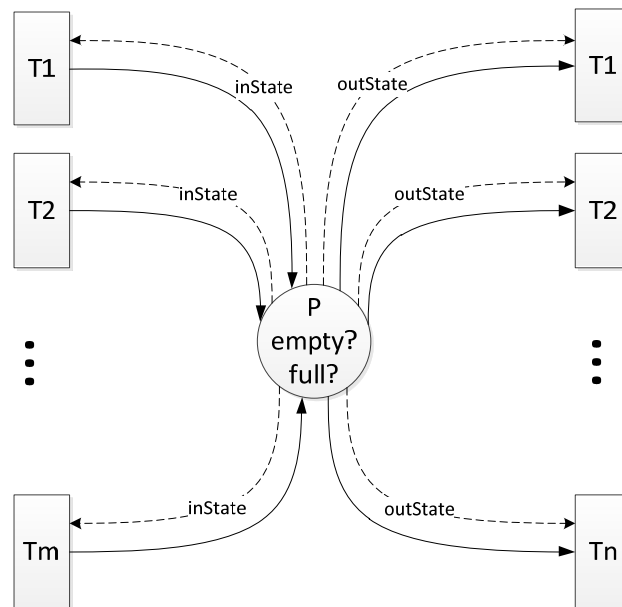 T1
inState
outState
T1
T2
inState
outState
T2
P
empty?
full?
Tm
inState
outState
Tn